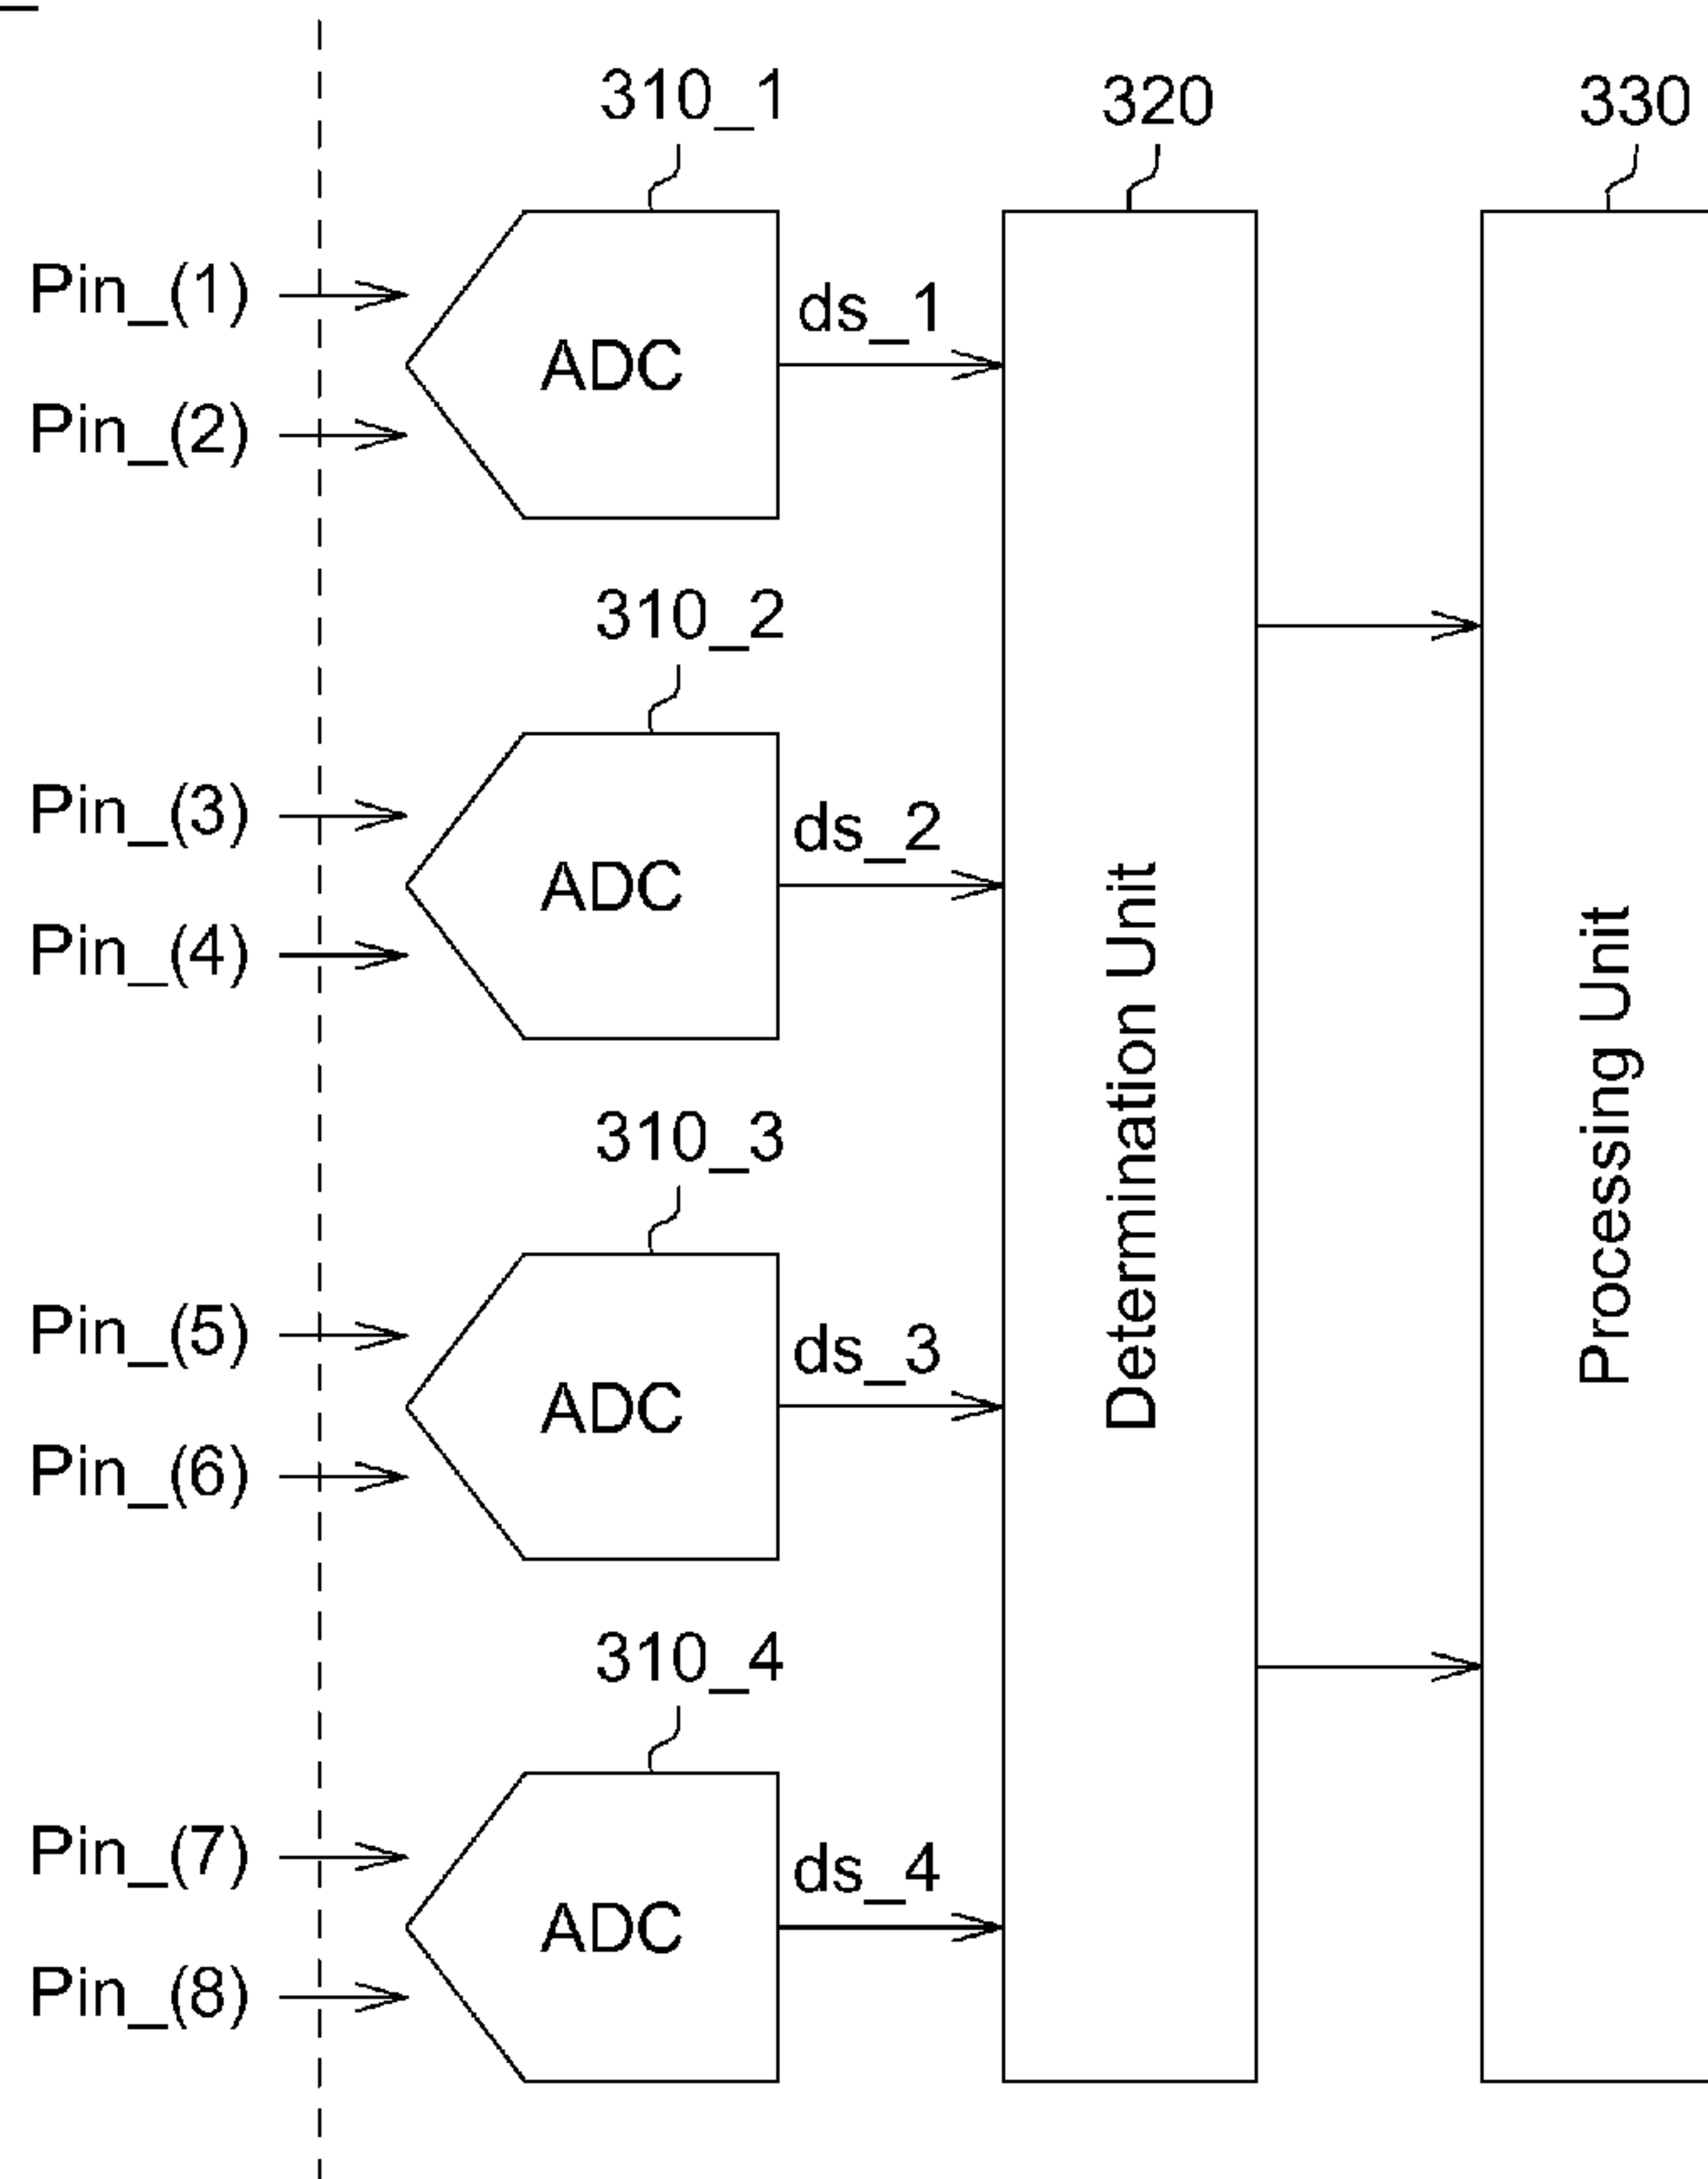 310_1
320
330
Pin_(1)
ds_1
ADC
Pin_(2)
310_2
Pin_(3)
ds_2
ADC
Pin_(4)
Determination Unit
Processing Unit
310_3
Pin_(5)
ds_3
ADC
Pin_(6)
310_4
Pin_(7)
ds_4
ADC
Pin_(8)